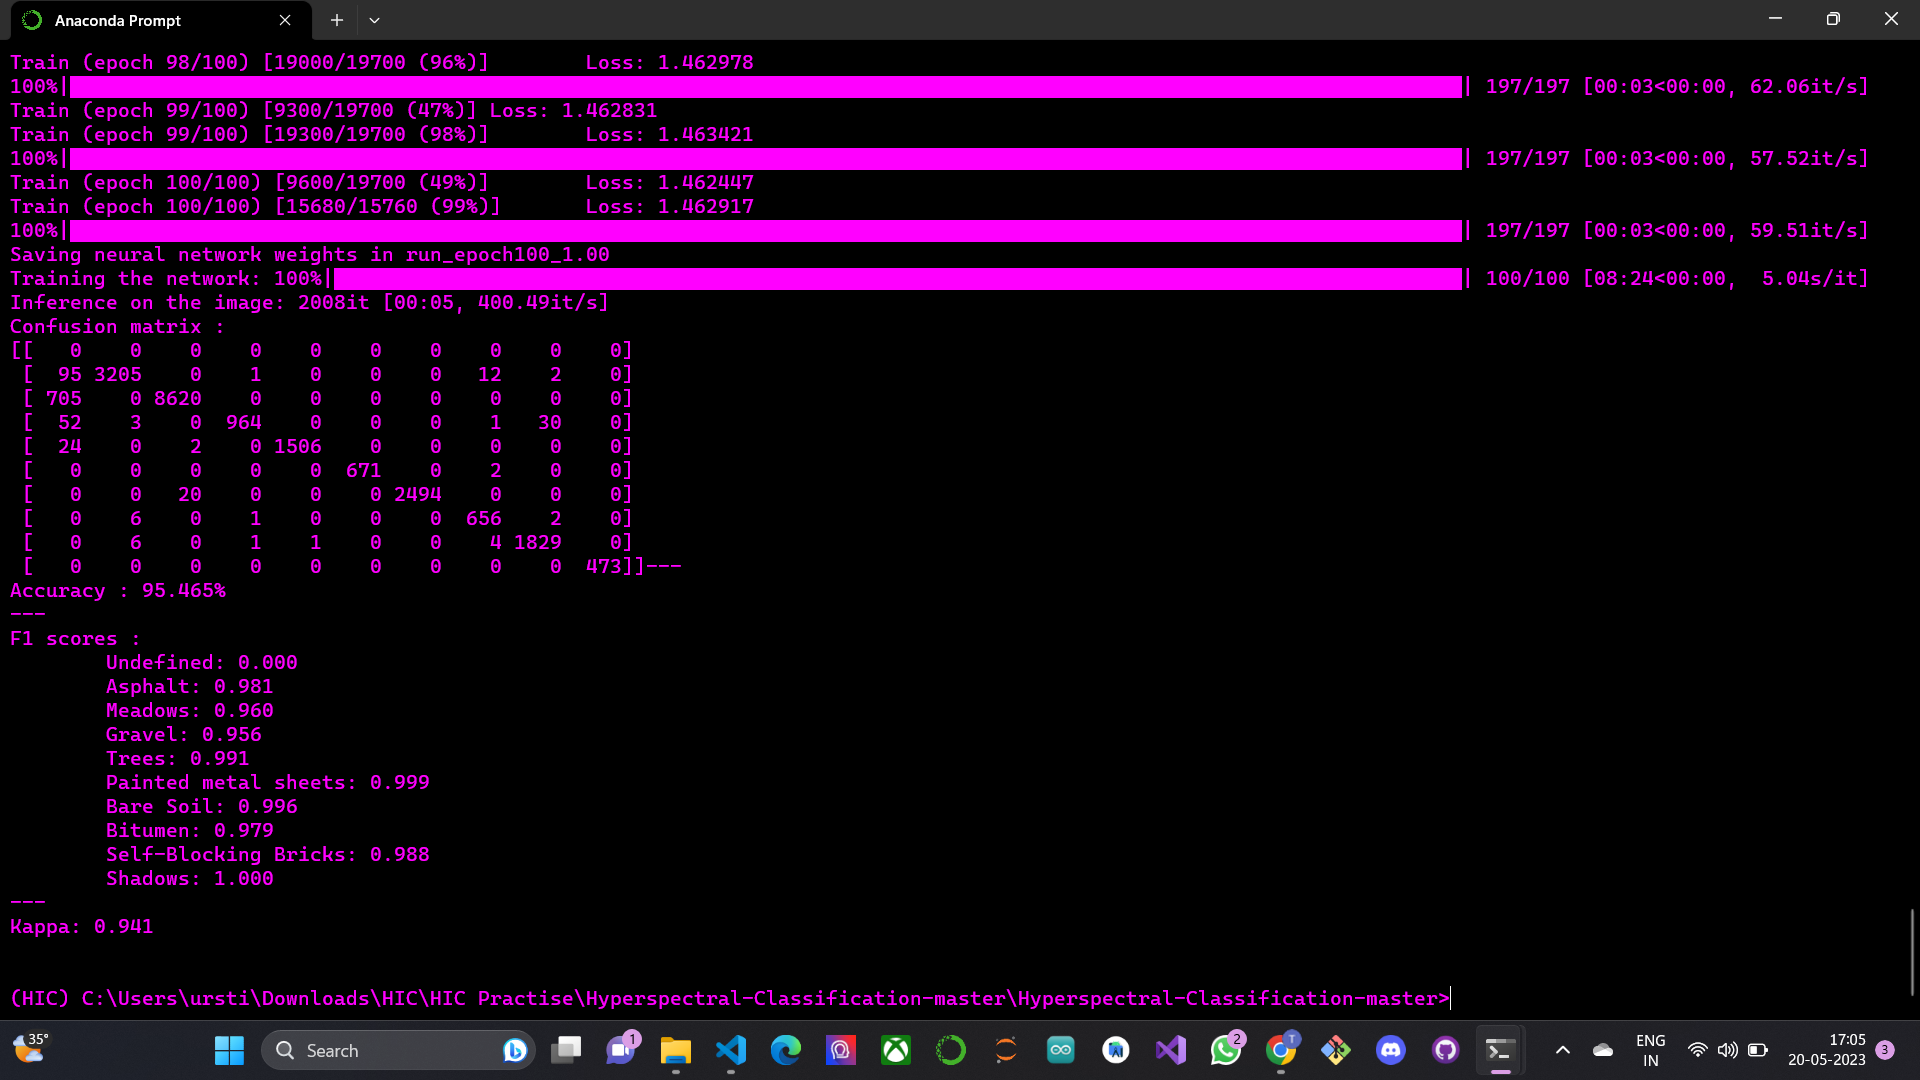 Anaconda Prompt
Train (epoch 98/100) [19000/19700 (96%)] Loss: 1.462978
100%| | 197/197 [00:03<00:00, 62.06it/s]
Train (epoch 99/100) [9300/19700 (47%)] Loss: 1.462831
Train (epoch 99/100) [19300/19700 (98%)] Loss: 1.463421
100%| | 197/197 [00:03<00:00, 57.52it/s]
Train (epoch 100/100) [9600/19700 (49%)] Loss: 1.462447
Train (epoch 100/100) [15680/15760 (99%)] Loss: 1.462917
100%| | 197/197 [00:03<00:00, 59.51it/s]
Saving neural network weights in run_epoch100_1.00
Training the network: 100%| | 100/100 [08:24<00:00, 5.04s/it]
Inference on the image: 2008it [00:05, 400.49it/s]
Confusion matrix :
[[ 0 0 0 0 0 0 0 0 0 0]
[ 95 3205 0 1 0 0 0 12 2 0]
[ 705 0 8620 0 0 0 0 0 0 0]
[ 52 3 0 964 0 0 0 1 30 0]
[ 24 0 2 0 1506 0 0 0 0 0]
[ 0 0 0 0 0 671 0 2 0 0]
[ 0 0 20 0 0 0 2494 0 0 0]
[ 0 6 0 1 0 0 0 656 2 0]
[ 0 6 0 1 1 0 0 4 1829 0]
[ 0 0 0 0 0 0 0 0 0 473]]---
Accuracy : 95.465%
---
F1 scores :
Undefined: 0.000
Asphalt: 0.981
Meadows: 0.960
Gravel: 0.956
Trees: 0.991
Painted metal sheets: 0.999
Bare Soil: 0.996
Bitumen: 0.979
Self-Blocking Bricks: 0.988
Shadows: 1.000
---
Kappa: 0.941
(HIC) C:\Users\ursti\Downloads\HIC\HIC Practise\Hyperspectral-Classification-master\Hyperspectral-Classification-master>
35°
Search
1
2
T
ENG
IN
17:05
20-05-2023
3